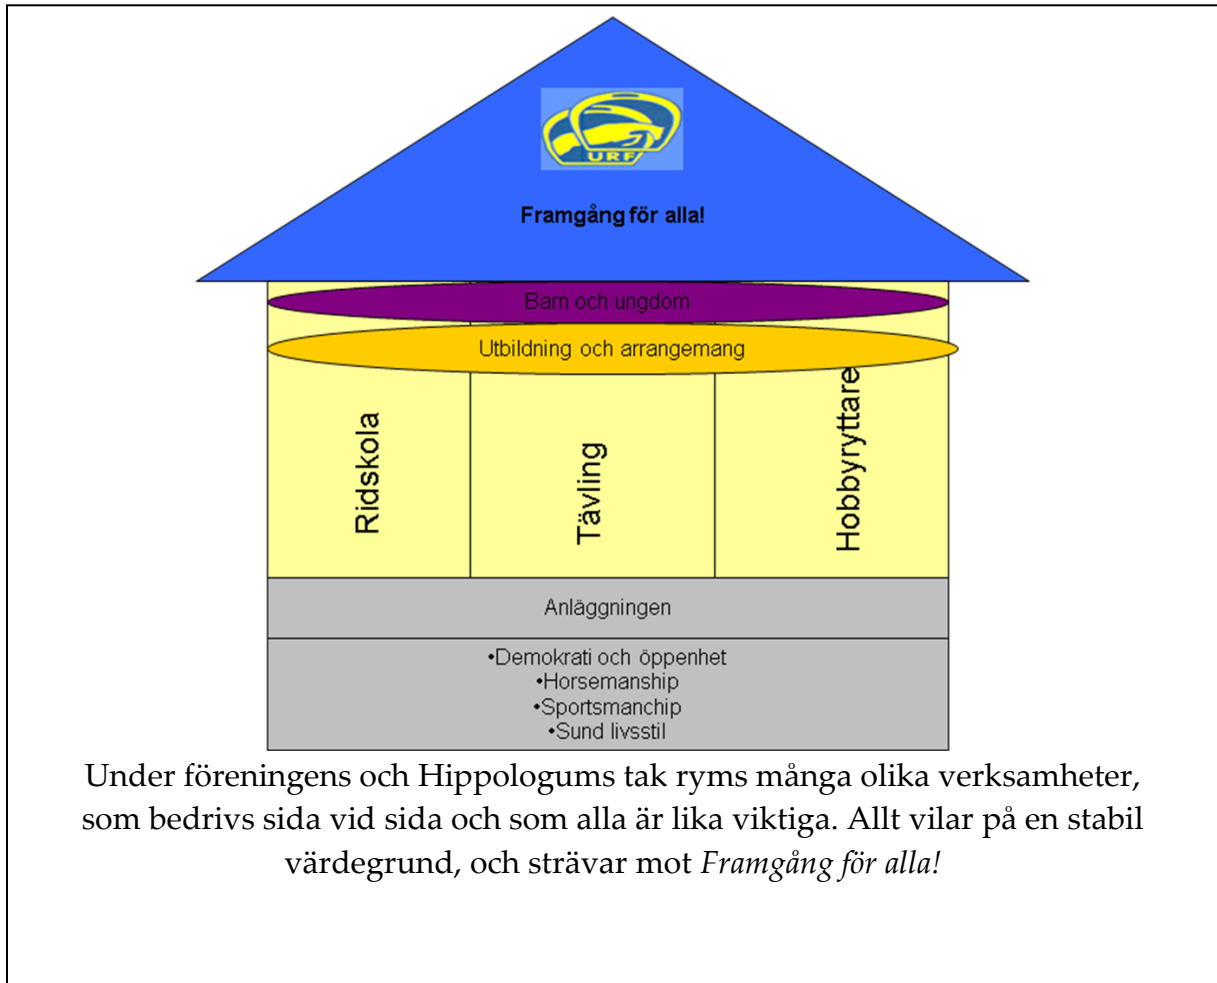 URF
Framgång för alla!
Barn och ungdom
Utbildning och arrangemang
Ridskola
Tävling
Hobbyryttare
Anläggningen
•Demokrati och öppenhet
•Horsemanship
•Sportsmanchip
•Sund livsstil
Under föreningens och Hippologums tak ryms många olika verksamheter,
som bedrivs sida vid sida och som alla är lika viktiga. Allt vilar på en stabil
värdegrund, och strävar mot Framgång för alla!